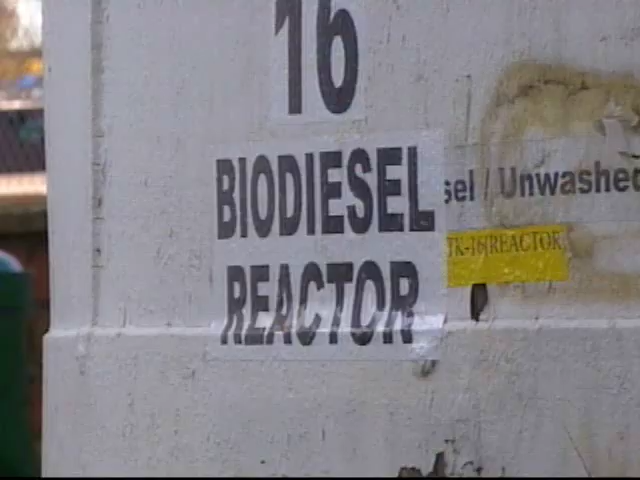 16
BIODIESEL
REACTOR
sel / Unwashed
TK-16 REACTOR